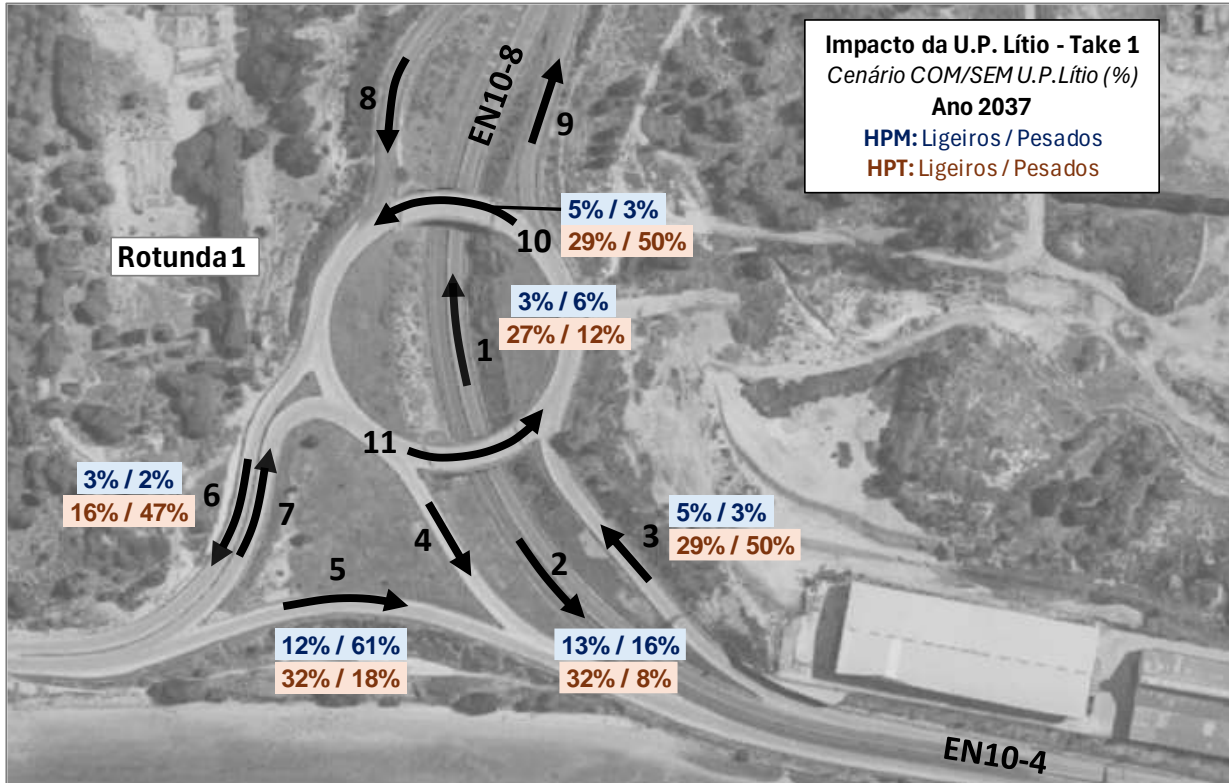 Impacto da U.P. Lítio - Take 1
Cenário COM/SEM U.P.Lítio (%)
Ano 2037
HPM: Ligeiros / Pesados
HPT: Ligeiros / Pesados
8
EN10-8
9
5% / 3%
29% / 50%
10
Rotunda 1
3% / 6%
27% / 12%
1
11
3% / 2%
16% / 47%
6
7
4
2
3
5% / 3%
29% / 50%
5
12% / 61%
32% / 18%
13% / 16%
32% / 8%
EN10-4